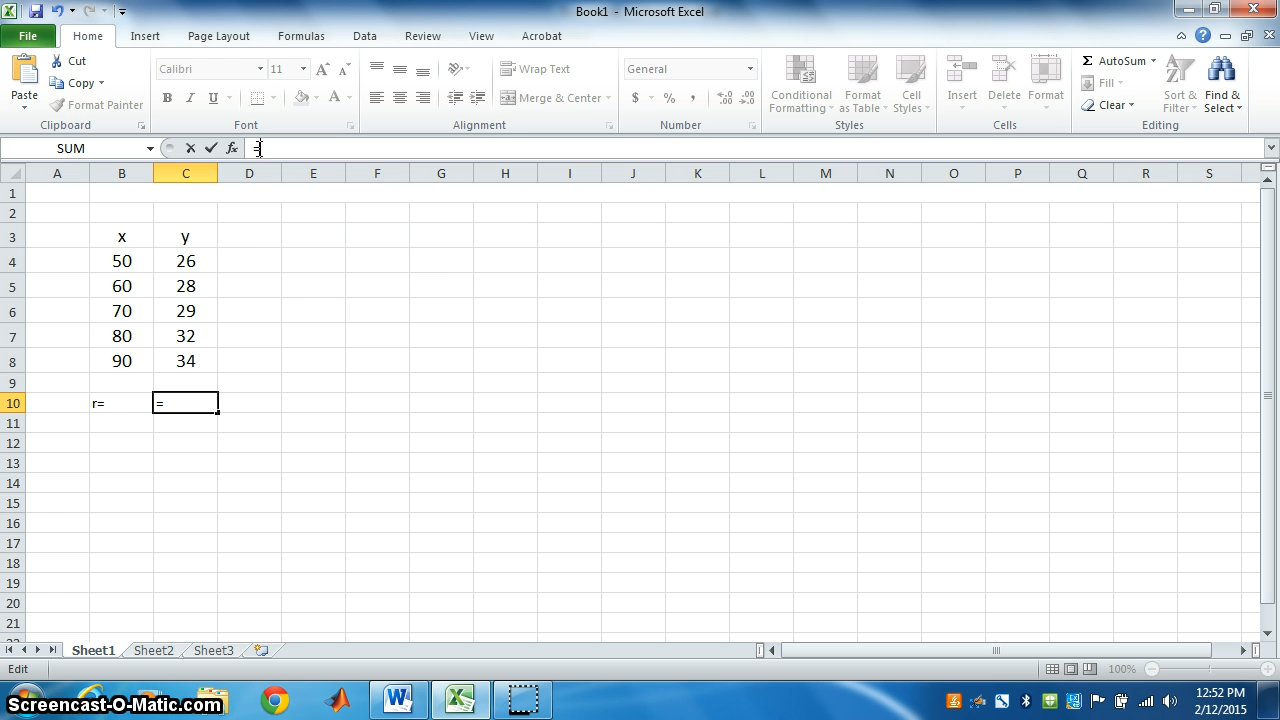 Book1 - Microsoft Excel
File Home Insert Page Layout Formulas Data Review View Acrobat
Paste Cut Copy Format Painter Clipboard
Calibri 11 B I U A A A Font
Wrap Text Merge & Center Alignment
General $ % , .00 .0 Number
Conditional Formatting Format as Table Cell Styles Styles
Insert Delete Format Cells
Σ AutoSum Fill Clear Sort & Filter Find & Select Editing
SUM fx =
A B C D E F G H I J K L M N O P Q R S
1
2
3 x y
4 50 26
5 60 28
6 70 29
7 80 32
8 90 34
9
10 r= =
11
12
13
14
15
16
17
18
19
20
21
Sheet1 Sheet2 Sheet3
Edit 100%
Screencast-O-Matic.com
12:52 PM
2/12/2015